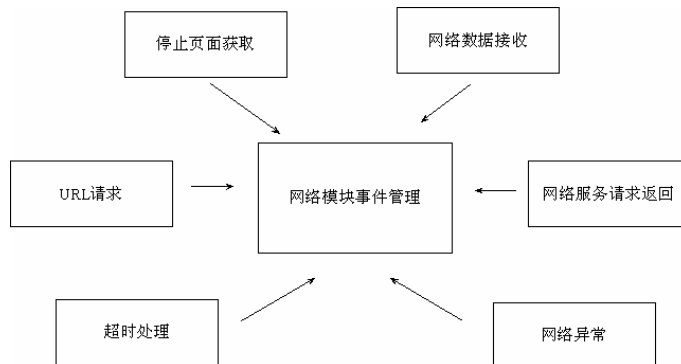 停止页面获取
网络数据接收
URL请求
网络模块事件管理
网络服务请求返回
超时处理
网络异常